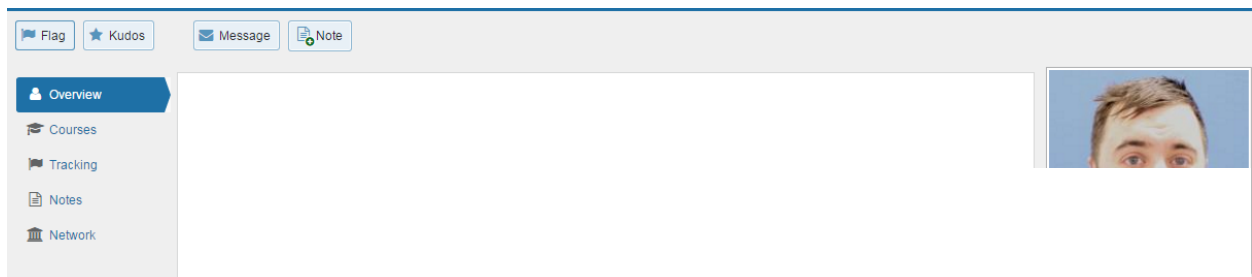 Flag Kudos Message Note
Overview
Courses
Tracking
Notes
Network